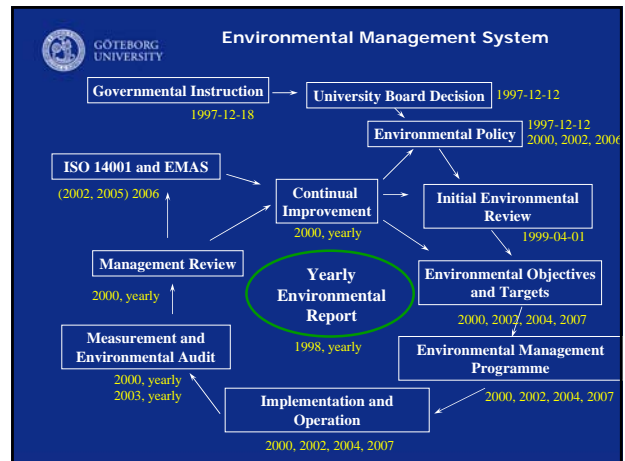 GÖTEBORG
UNIVERSITY
Environmental Management System
Governmental Instruction
1997-12-18
University Board Decision
1997-12-12
Environmental Policy
1997-12-12
2000, 2002, 2006
ISO 14001 and EMAS
(2002, 2005) 2006
Continual
Improvement
2000, yearly
Initial Environmental
Review
1999-04-01
Management Review
2000, yearly
Yearly
Environmental
Report
1998, yearly
Environmental Objectives
and Targets
2000, 2002, 2004, 2007
Measurement and
Environmental Audit
2000, yearly
2003, yearly
Environmental Management
Programme
2000, 2002, 2004, 2007
Implementation and
Operation
2000, 2002, 2004, 2007